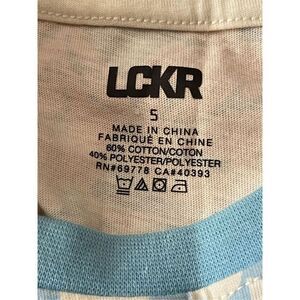 LCKR
S
MADE IN CHINA
FABRIQUÉ EN CHINE
60% COTTON/COTON
40% POLYESTER/POLYESTER
RN#69778 CA#40393